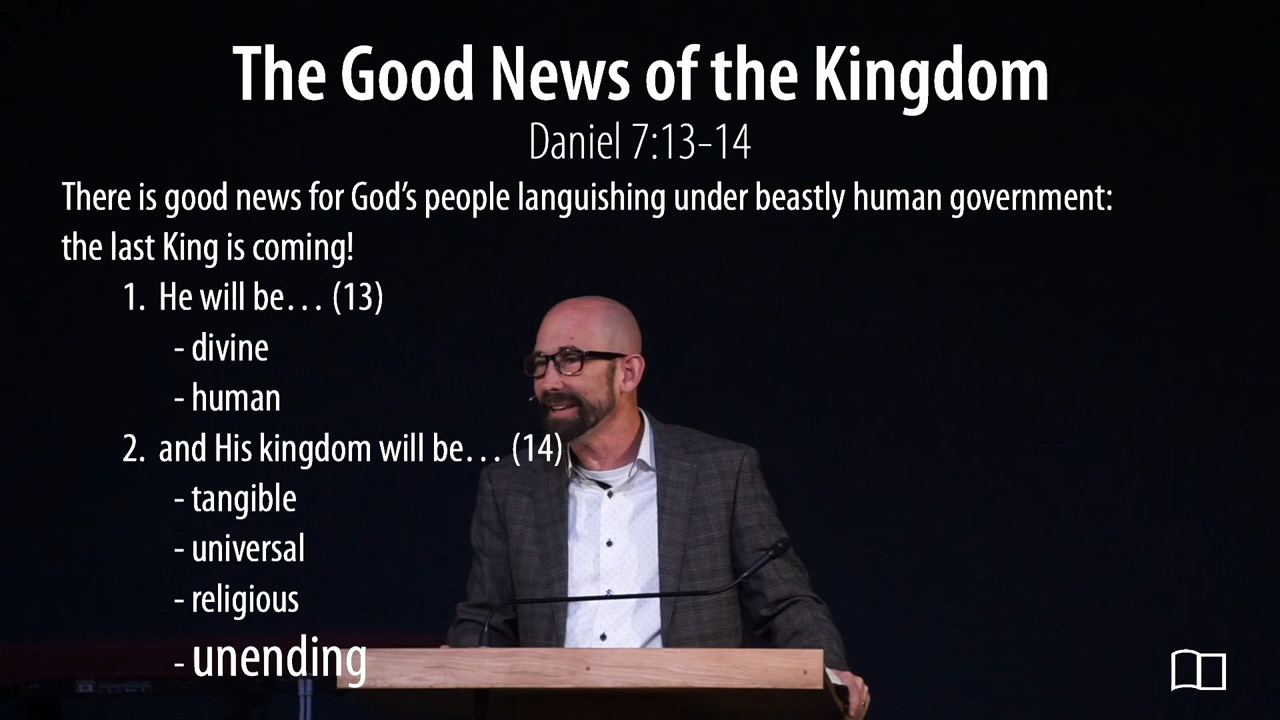 The Good News of the Kingdom
Daniel 7:13-14
There is good news for God’s people languishing under beastly human government:
the last King is coming!
1. He will be… (13)
- divine
- human
2. and His kingdom will be… (14)
- tangible
- universal
- religious
- unending